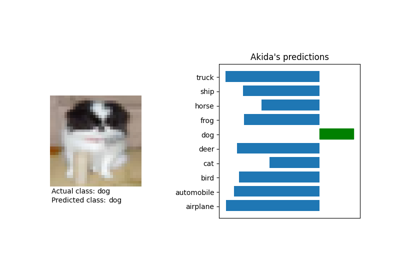 Akida's predictions
truck
ship
horse
frog
dog
deer
cat
bird
automobile
airplane
Actual class: dog
Predicted class: dog